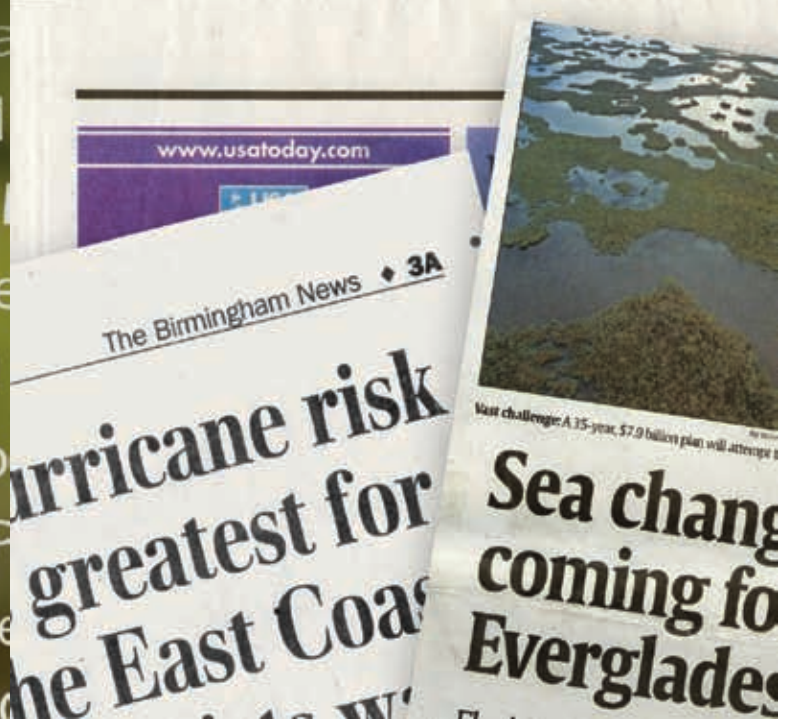 www.usatoday.com
The Birmingham News ♦ 3A
urricane risk
greatest for
he East Coas
Vast challenge: A 35-year, $7.9 billion plan will attempt
Sea chang
coming fo
Everglades